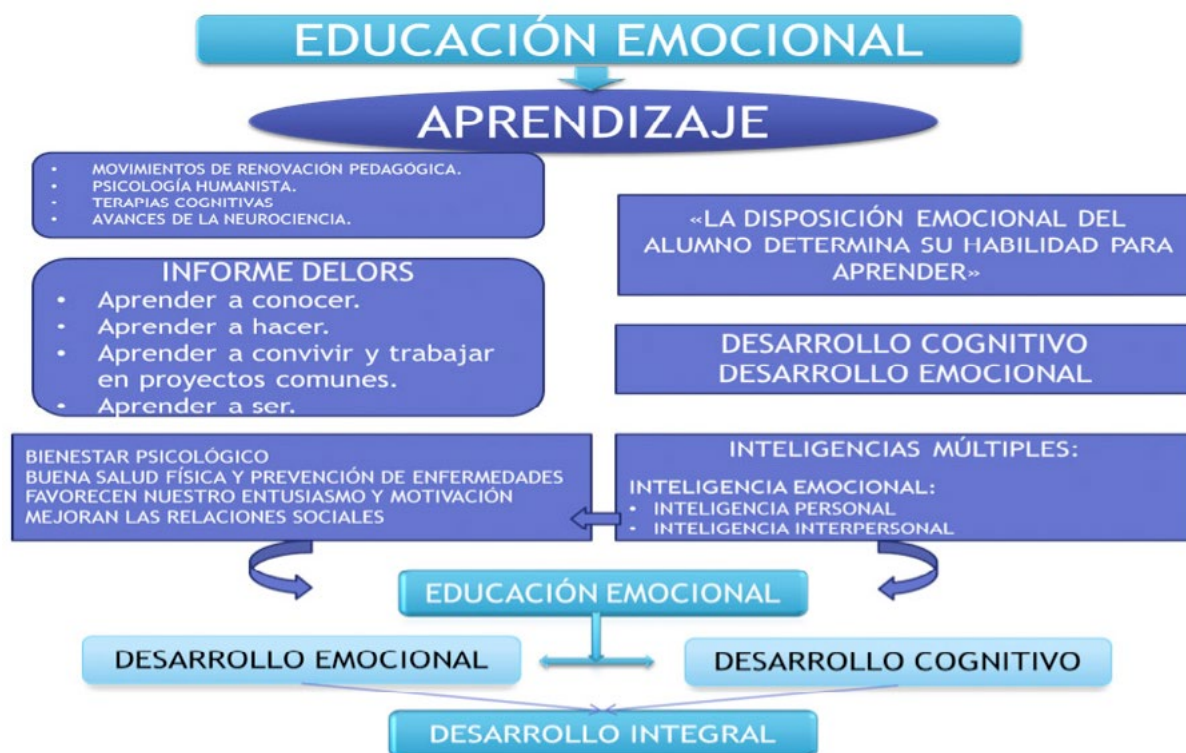 EDUCACIÓN EMOCIONAL
APRENDIZAJE
• MOVIMIENTOS DE RENOVACIÓN PEDAGÓGICA.
• PSICOLOGÍA HUMANISTA.
• TERAPIAS COGNITIVAS
• AVANCES DE LA NEUROCIENCIA.
INFORME DELORS
• Aprender a conocer.
• Aprender a hacer.
• Aprender a convivir y trabajar
en proyectos comunes.
• Aprender a ser.
«LA DISPOSICIÓN EMOCIONAL DEL
ALUMNO DETERMINA SU HABILIDAD PARA
APRENDER»
DESARROLLO COGNITIVO
DESARROLLO EMOCIONAL
BIENESTAR PSICOLÓGICO
BUENA SALUD FÍSICA Y PREVENCIÓN DE ENFERMEDADES
FAVORECEN NUESTRO ENTUSIASMO Y MOTIVACIÓN
MEJORAN LAS RELACIONES SOCIALES
INTELIGENCIAS MÚLTIPLES:
INTELIGENCIA EMOCIONAL:
• INTELIGENCIA PERSONAL
• INTELIGENCIA INTERPERSONAL
EDUCACIÓN EMOCIONAL
DESARROLLO EMOCIONAL
DESARROLLO COGNITIVO
DESARROLLO INTEGRAL